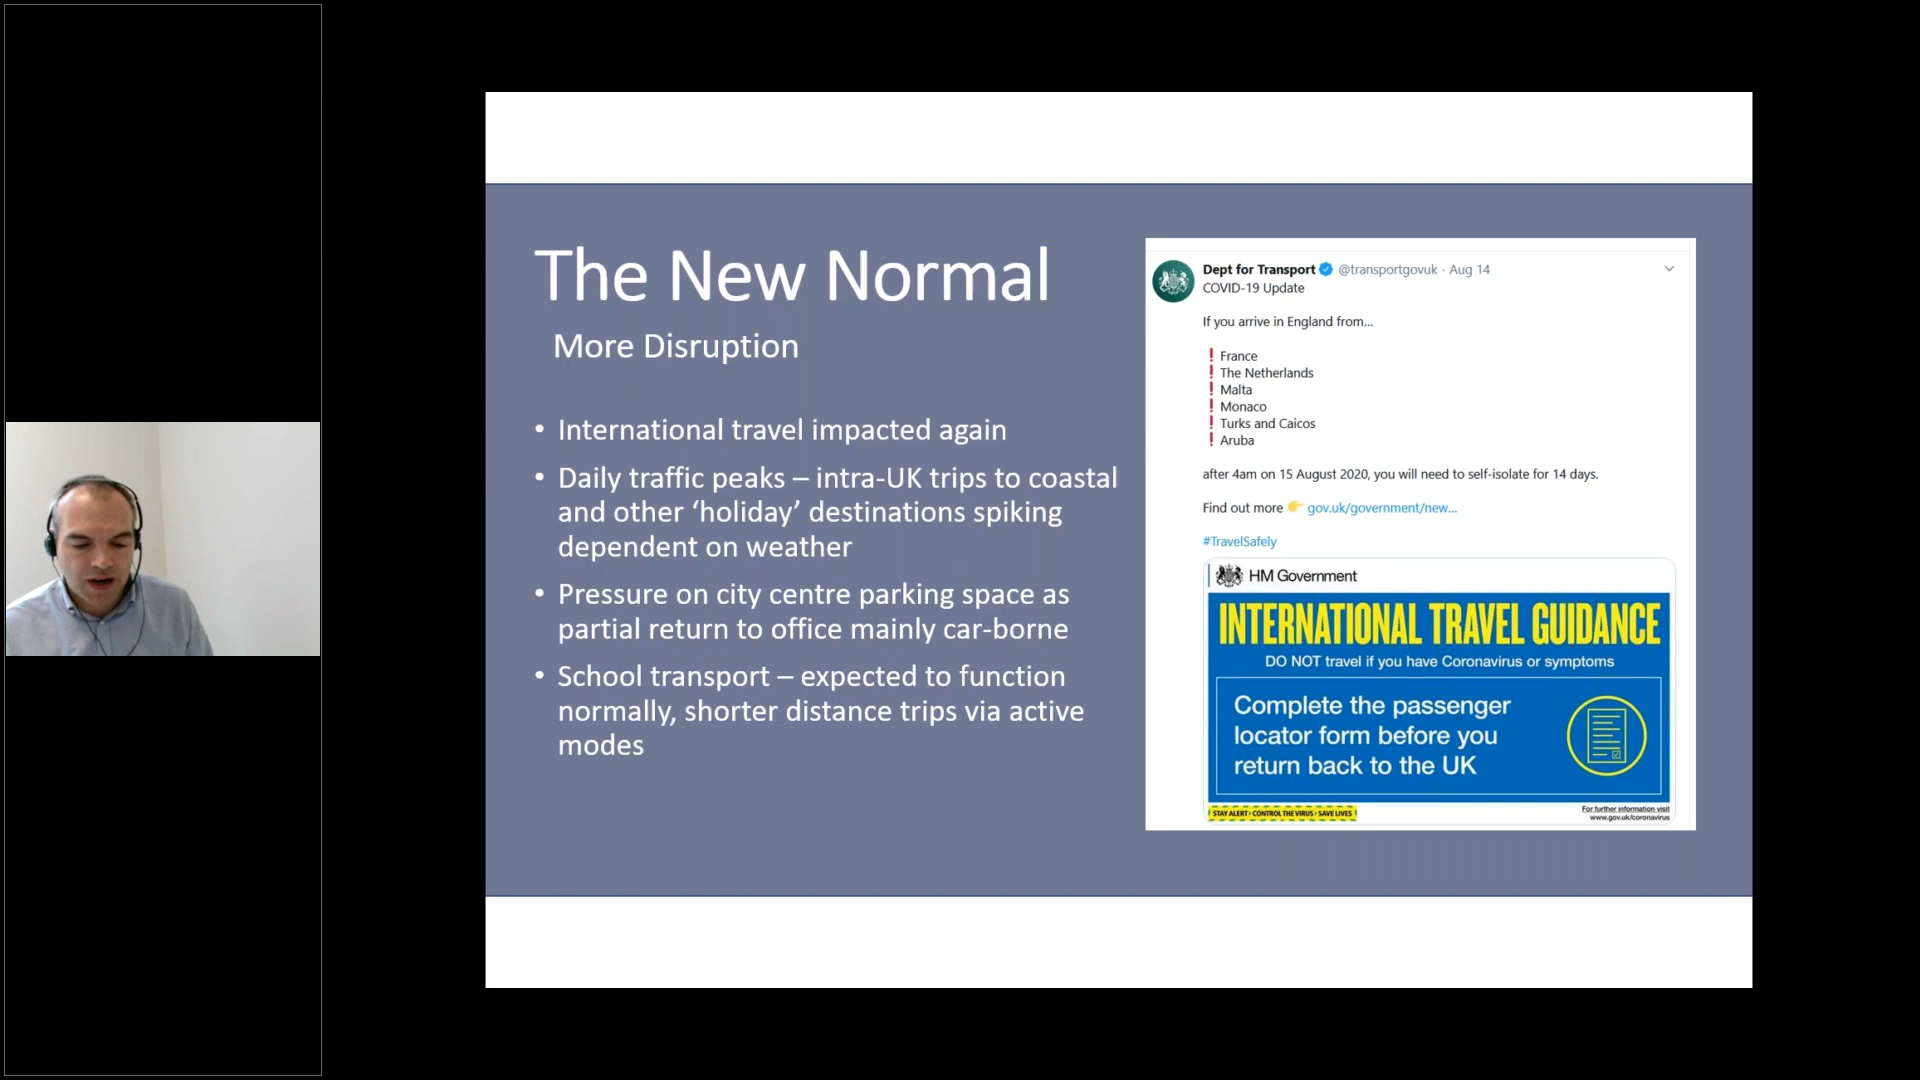 The New Normal
More Disruption
• International travel impacted again
• Daily traffic peaks – intra-UK trips to coastal
and other ‘holiday’ destinations spiking
dependent on weather
• Pressure on city centre parking space as
partial return to office mainly car-borne
• School transport – expected to function
normally, shorter distance trips via active
modes
Dept for Transport @transportgovuk · Aug 14
COVID-19 Update
If you arrive in England from...
❗ France
❗ The Netherlands
❗ Malta
❗ Monaco
❗ Turks and Caicos
❗ Aruba
after 4am on 15 August 2020, you will need to self-isolate for 14 days.
Find out more 👉 gov.uk/government/new...
#TravelSafely
HM Government
INTERNATIONAL TRAVEL GUIDANCE
DO NOT travel if you have Coronavirus or symptoms
Complete the passenger
locator form before you
return back to the UK
STAY ALERT › CONTROL THE VIRUS › SAVE LIVES
For further information visit
www.gov.uk/coronavirus